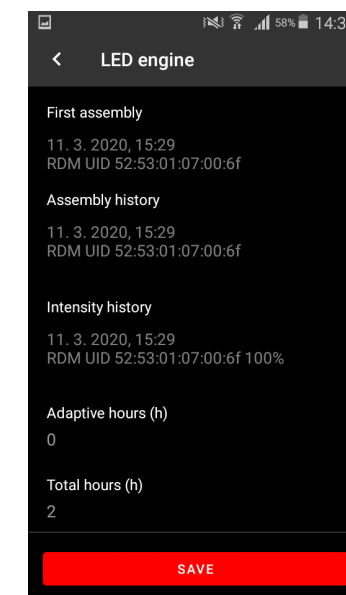 58% 14:3
LED engine
First assembly
11. 3. 2020, 15:29
RDM UID 52:53:01:07:00:6f
Assembly history
11. 3. 2020, 15:29
RDM UID 52:53:01:07:00:6f
Intensity history
11. 3. 2020, 15:29
RDM UID 52:53:01:07:00:6f 100%
Adaptive hours (h)
0
Total hours (h)
2
SAVE